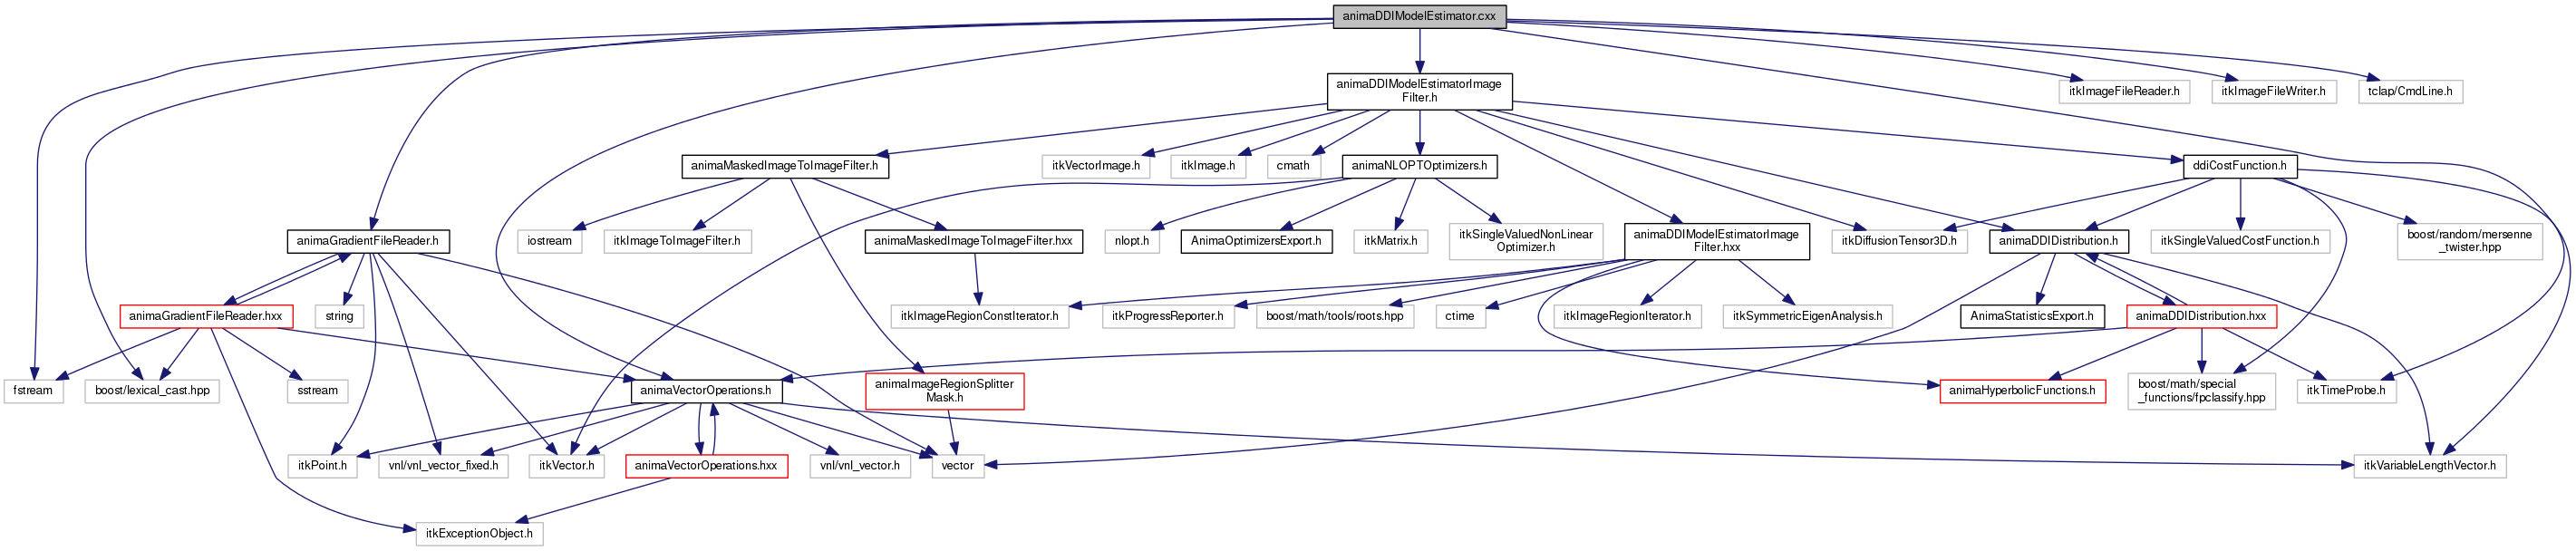 animaDDIModelEstimator.cxx
animaDDIModelEstimatorImage
Filter.h
itkImageFileReader.h
itkImageFileWriter.h
tclap/CmdLine.h
animaMaskedImageToImageFilter.h
itkVectorImage.h
itkImage.h
cmath
animaNLOPTOptimizers.h
ddiCostFunction.h
animaGradientFileReader.h
iostream
itkImageToImageFilter.h
animaMaskedImageToImageFilter.hxx
nlopt.h
AnimaOptimizersExport.h
itkMatrix.h
itkSingleValuedNonLinear
Optimizer.h
animaDDIModelEstimatorImage
Filter.hxx
itkDiffusionTensor3D.h
animaDDIDistribution.h
itkSingleValuedCostFunction.h
boost/random/mersenne
_twister.hpp
animaGradientFileReader.hxx
string
itkImageRegionConstIterator.h
itkProgressReporter.h
boost/math/tools/roots.hpp
ctime
itkImageRegionIterator.h
itkSymmetricEigenAnalysis.h
AnimaStatisticsExport.h
animaDDIDistribution.hxx
fstream
boost/lexical_cast.hpp
sstream
animaVectorOperations.h
animaImageRegionSplitter
Mask.h
animaHyperbolicFunctions.h
boost/math/special
_functions/fpclassify.hpp
itkTimeProbe.h
itkPoint.h
vnl/vnl_vector_fixed.h
itkVector.h
animaVectorOperations.hxx
vnl/vnl_vector.h
vector
itkVariableLengthVector.h
itkExceptionObject.h